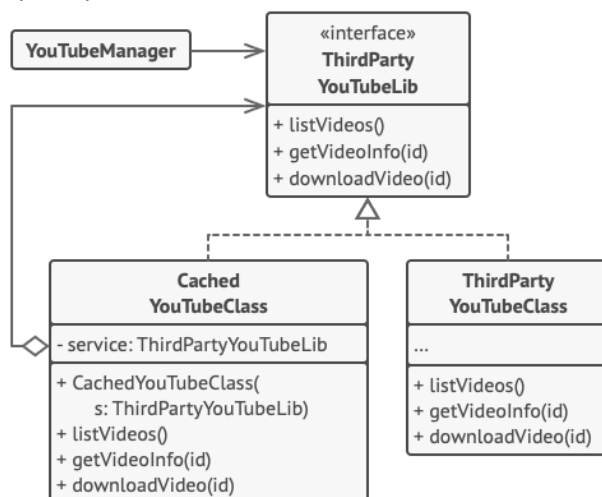 YouTubeManager
«interface»
ThirdParty
YouTubeLib
+ listVideos()
+ getVideoInfo(id)
+ downloadVideo(id)
Cached
YouTubeClass
- service: ThirdPartyYouTubeLib
+ CachedYouTubeClass(
s: ThirdPartyYouTubeLib)
+ listVideos()
+ getVideoInfo(id)
+ downloadVideo(id)
ThirdParty
YouTubeClass
...
+ listVideos()
+ getVideoInfo(id)
+ downloadVideo(id)